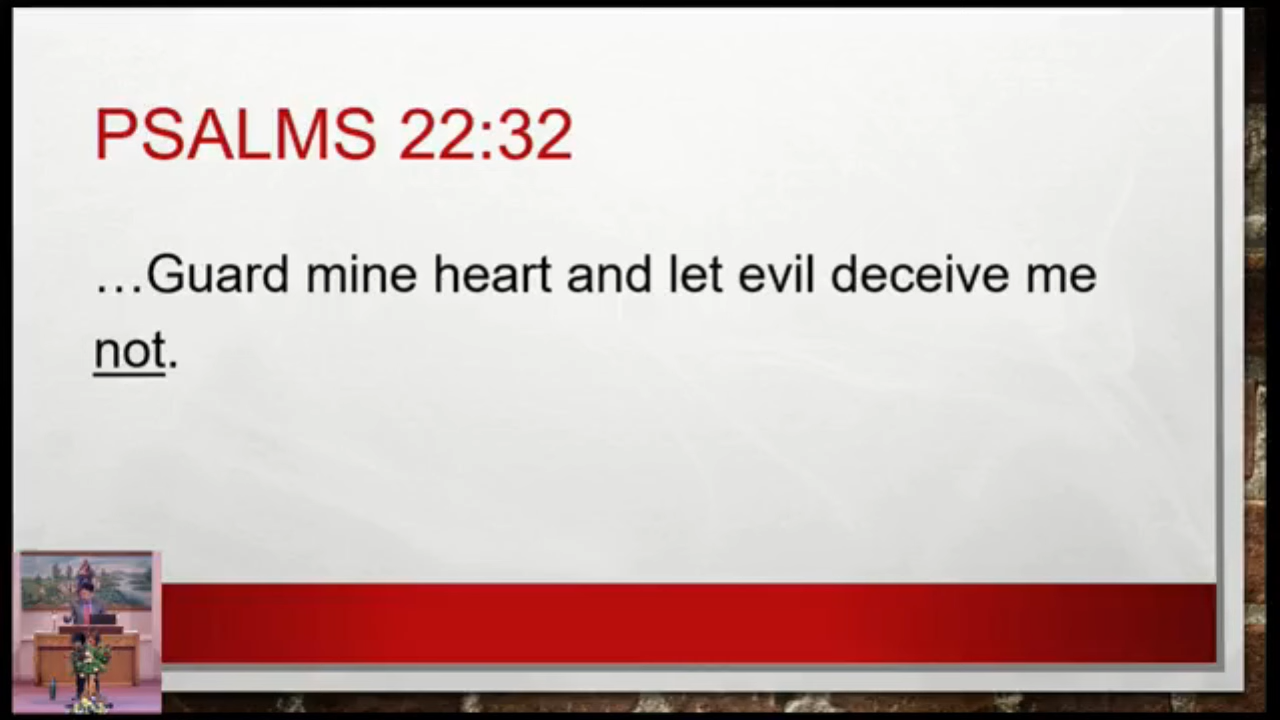 PSALMS 22:32
…Guard mine heart and let evil deceive me
not.